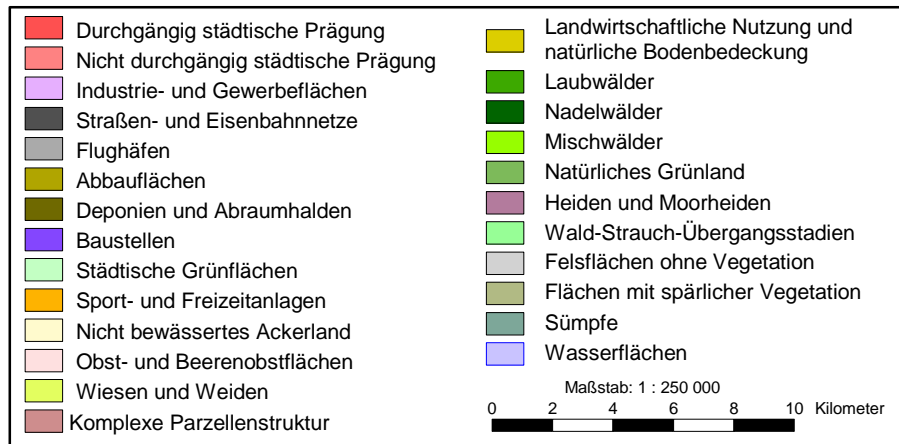 Durchgängig städtische Prägung
Nicht durchgängig städtische Prägung
Industrie- und Gewerbeflächen
Straßen- und Eisenbahnnetze
Flughäfen
Abbauflächen
Deponien und Abraumhalden
Baustellen
Städtische Grünflächen
Sport- und Freizeitanlagen
Nicht bewässertes Ackerland
Obst- und Beerenobstflächen
Wiesen und Weiden
Komplexe Parzellenstruktur
Landwirtschaftliche Nutzung und
natürliche Bodenbedeckung
Laubwälder
Nadelwälder
Mischwälder
Natürliches Grünland
Heiden und Moorheiden
Wald-Strauch-Übergangsstadien
Felsflächen ohne Vegetation
Flächen mit spärlicher Vegetation
Sümpfe
Wasserflächen
Maßstab: 1 : 250 000
0 2 4 6 8 10 Kilometer